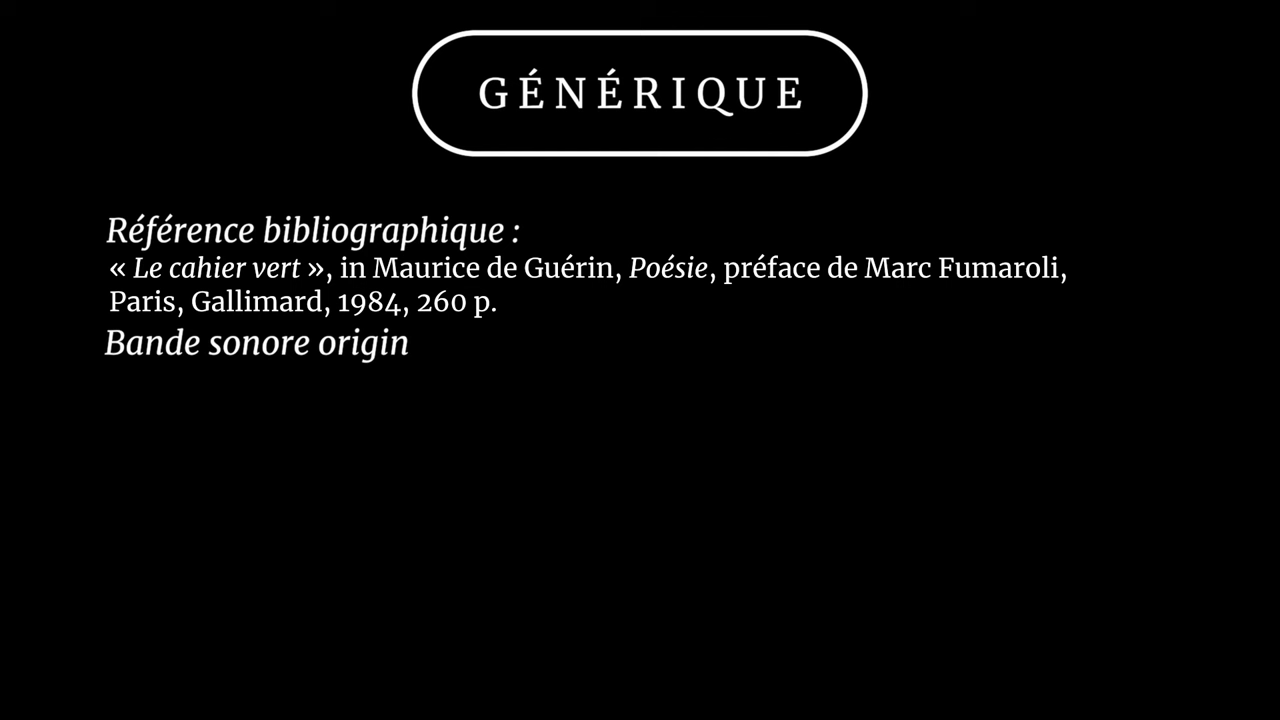 GÉNÉRIQUE
Référence bibliographique :
« Le cahier vert », in Maurice de Guérin, Poésie, préface de Marc Fumaroli,
Paris, Gallimard, 1984, 260 p.
Bande sonore origin